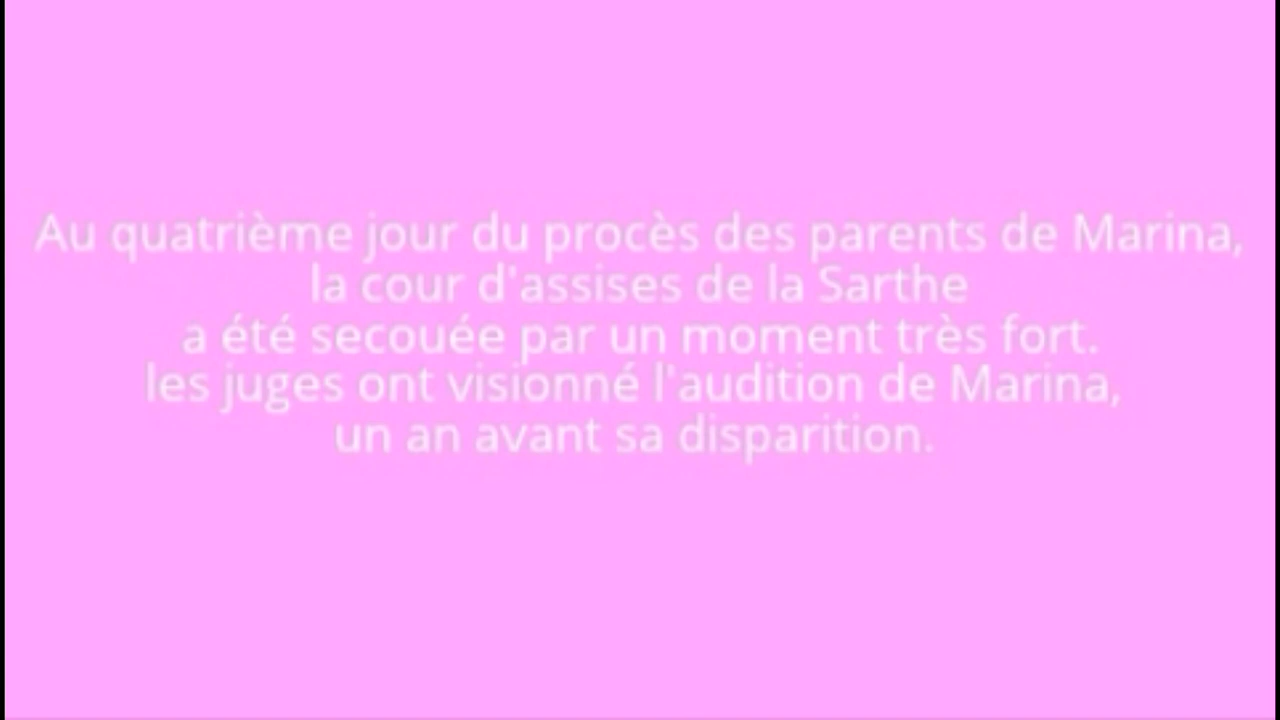 Au quatrième jour du procès des parents de Marina,
la cour d'assises de la Sarthe
a été secouée par un moment très fort.
les juges ont visionné l'audition de Marina,
un an avant sa disparition.